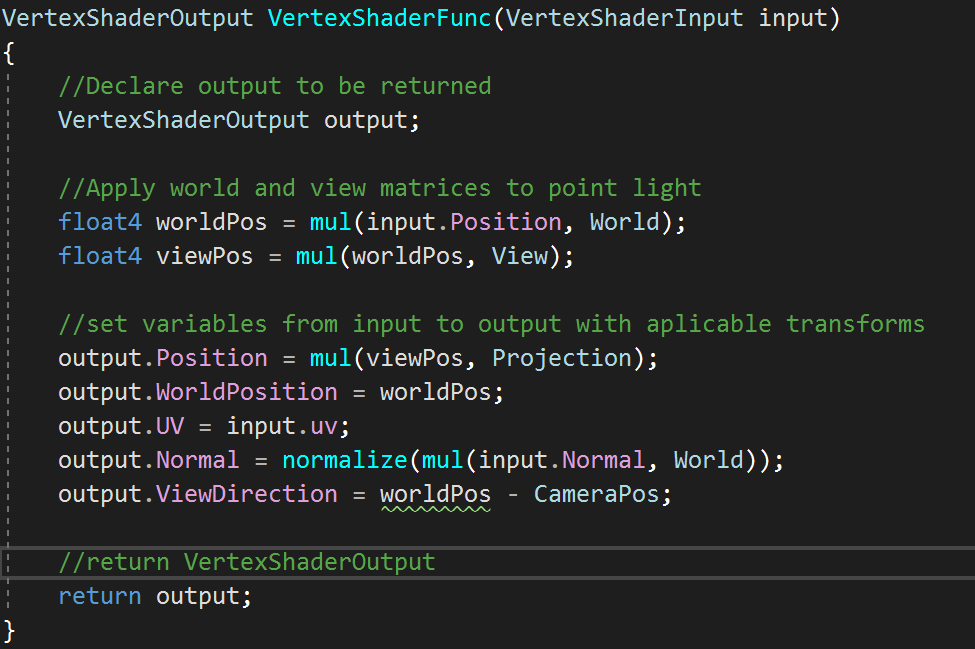 VertexShaderOutput VertexShaderFunc(VertexShaderInput input)
{
//Declare output to be returned
VertexShaderOutput output;
//Apply world and view matrices to point light
float4 worldPos = mul(input.Position, World);
float4 viewPos = mul(worldPos, View);
//set variables from input to output with aplicable transforms
output.Position = mul(viewPos, Projection);
output.WorldPosition = worldPos;
output.UV = input.uv;
output.Normal = normalize(mul(input.Normal, World));
output.ViewDirection = worldPos - CameraPos;
//return VertexShaderOutput
return output;
}